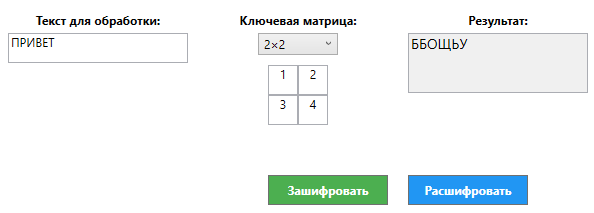 Текст для обработки:
ПРИВЕТ
Ключевая матрица:
2×2
1 2
3 4
Результат:
ББОЩЬУ
Зашифровать
Расшифровать